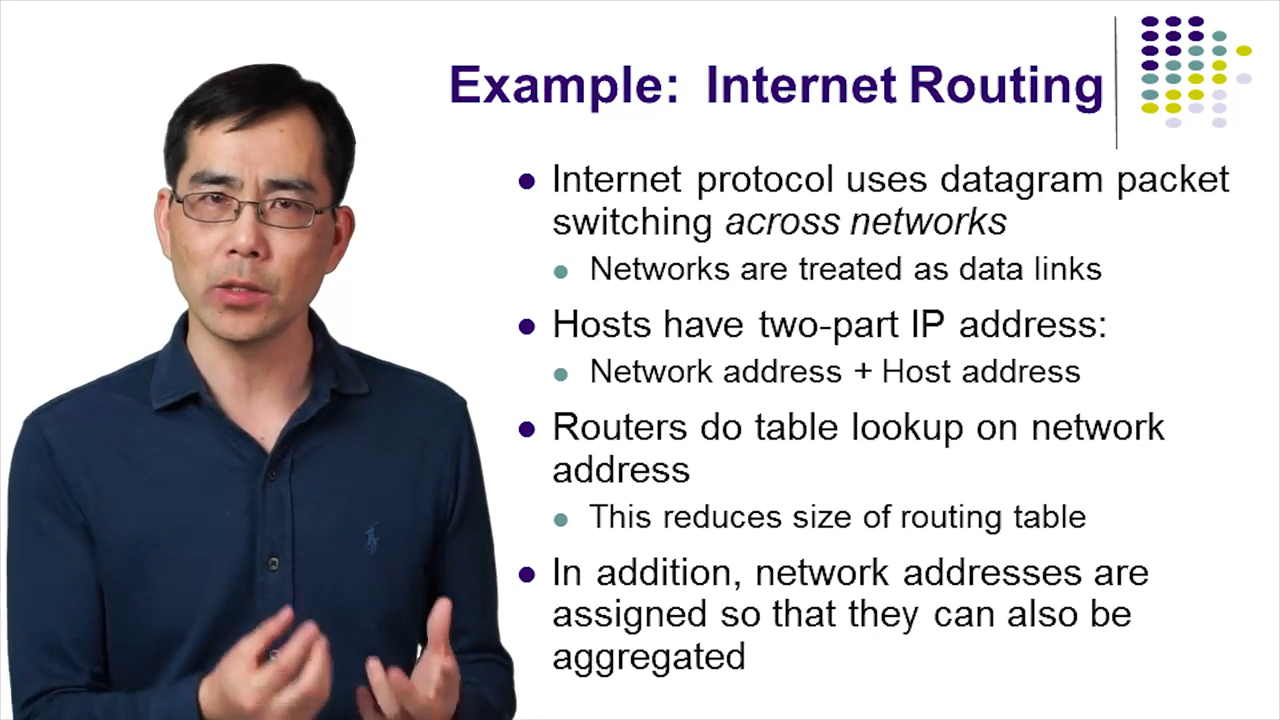 Example: Internet Routing
Internet protocol uses datagram packet
switching across networks
Networks are treated as data links
Hosts have two-part IP address:
Network address + Host address
Routers do table lookup on network
address
This reduces size of routing table
In addition, network addresses are
assigned so that they can also be
aggregated